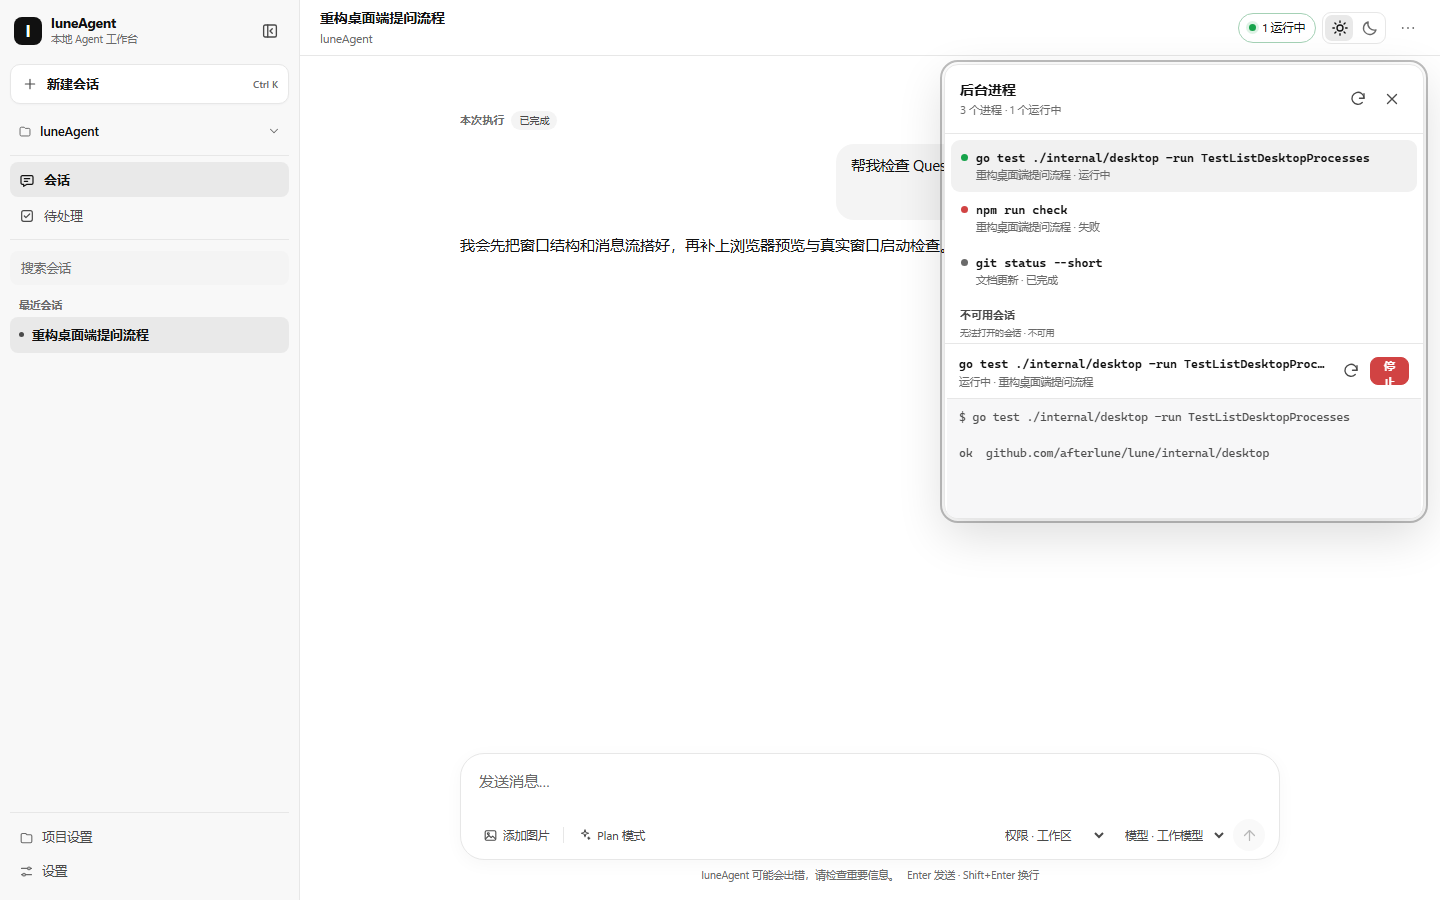 l
luneAgent
本地 Agent 工作台
新建会话
Ctrl K
luneAgent
会话
待处理
搜索会话
最近会话
重构桌面端提问流程
项目设置
设置
重构桌面端提问流程
luneAgent
1 运行中
本次执行 已完成
帮我检查 Ques
我会先把窗口结构和消息流搭好，再补上浏览器预览与真实窗口启动检查。
后台进程
3 个进程 · 1 个运行中
go test ./internal/desktop -run TestListDesktopProcesses
重构桌面端提问流程 · 运行中
npm run check
重构桌面端提问流程 · 失败
git status --short
文档更新 · 已完成
不可用会话
无法打开的会话 · 不可用
go test ./internal/desktop -run TestListDesktopProc…
运行中 · 重构桌面端提问流程
停
止
$ go test ./internal/desktop -run TestListDesktopProcesses
ok  github.com/afterlune/lune/internal/desktop
发送消息...
添加图片
Plan 模式
权限 · 工作区
模型 · 工作模型
luneAgent 可能会出错，请检查重要信息。 Enter 发送 · Shift+Enter 换行